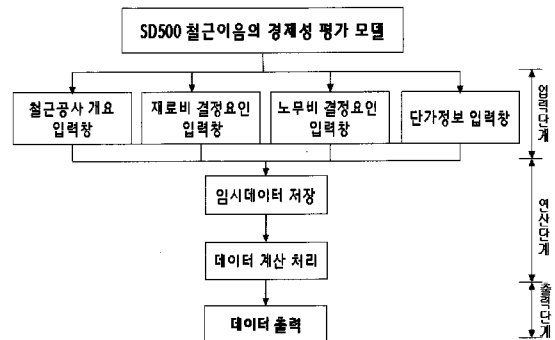 SD500 철근이음의 경제성 평가 모델
철근공사 개요
입력창
재료비 결정요인
입력창
노무비 결정요인
입력창
단가정보 입력창
입력단계
임시데이터 저장
연산단계
데이터 계산 처리
출력단계
데이터 출력